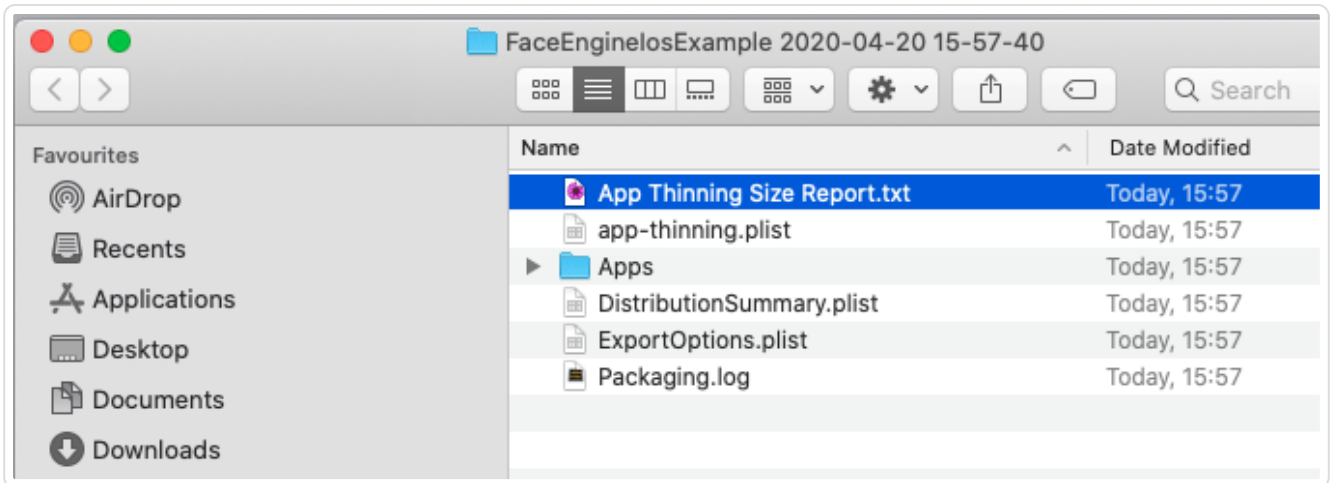 FaceEngineIosExample 2020-04-20 15-57-40
Search
Favourites
AirDrop
Recents
Applications
Desktop
Documents
Downloads
Name Date Modified
App Thinning Size Report.txt Today, 15:57
app-thinning.plist Today, 15:57
Apps Today, 15:57
DistributionSummary.plist Today, 15:57
ExportOptions.plist Today, 15:57
Packaging.log Today, 15:57